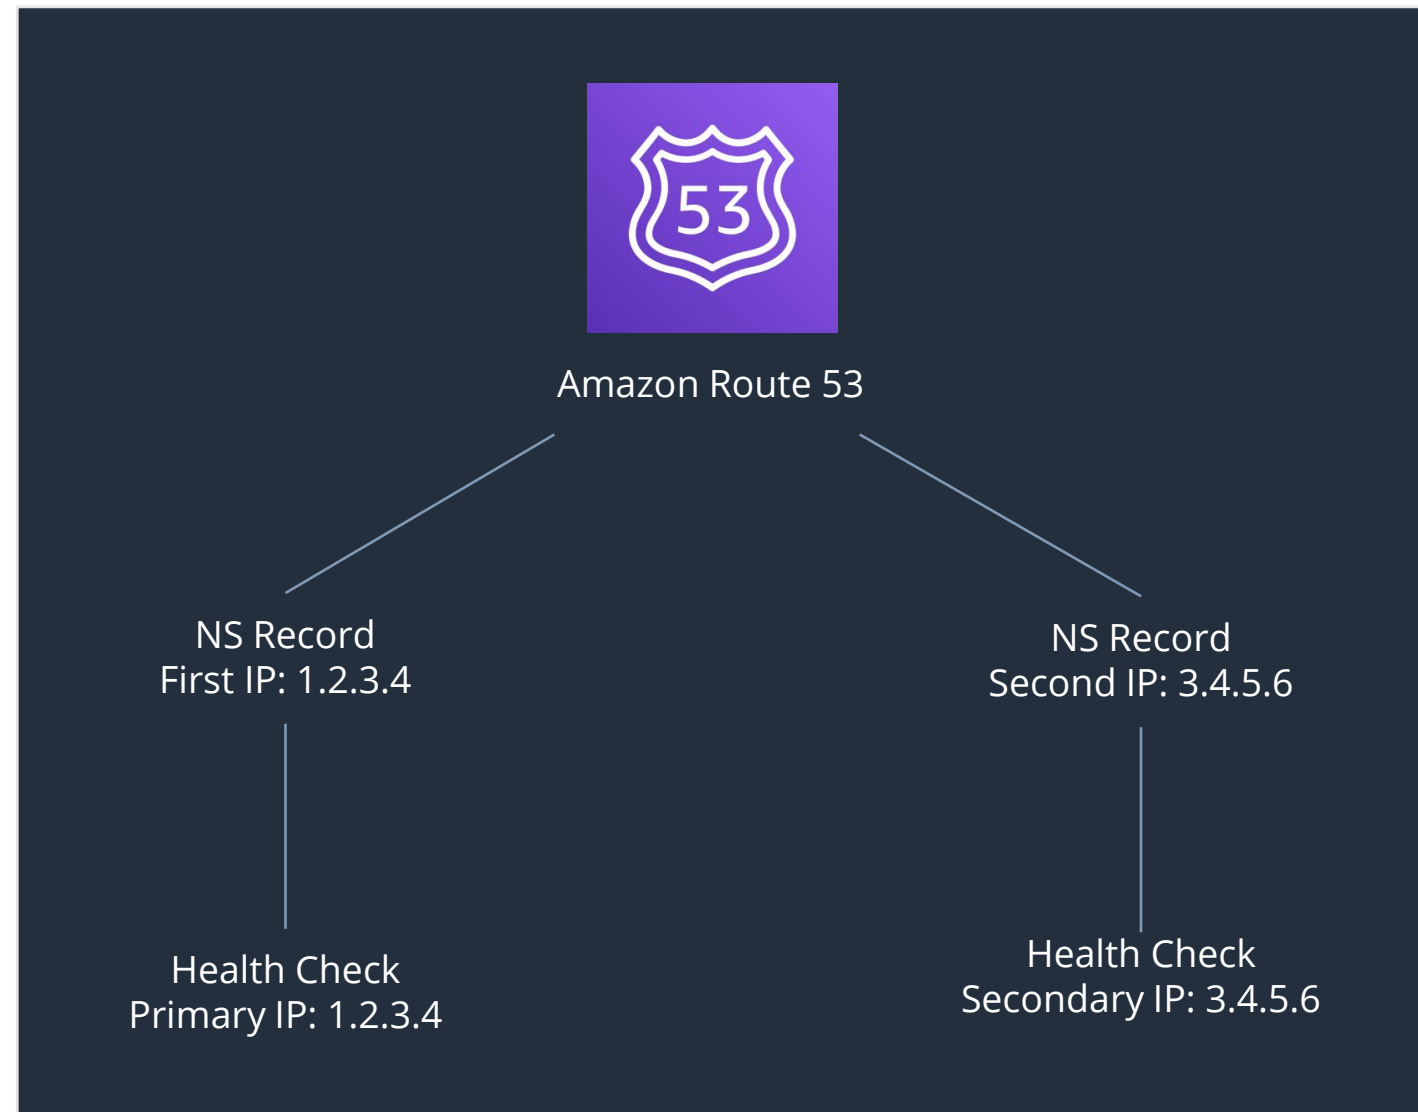 53
Amazon Route 53
NS Record
First IP: 1.2.3.4
NS Record
Second IP: 3.4.5.6
Health Check
Primary IP: 1.2.3.4
Health Check
Secondary IP: 3.4.5.6